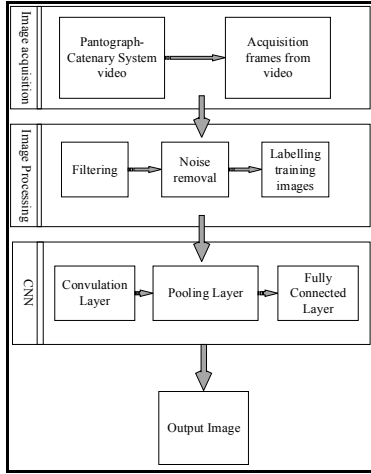 Image acquisition
Pantograph-
Catenary System
video
Acquisition
frames from
video
Image Processing
Filtering
Noise
removal
Labelling
training
images
CNN
Convulation
Layer
Pooling Layer
Fully
Connected
Layer
Output Image